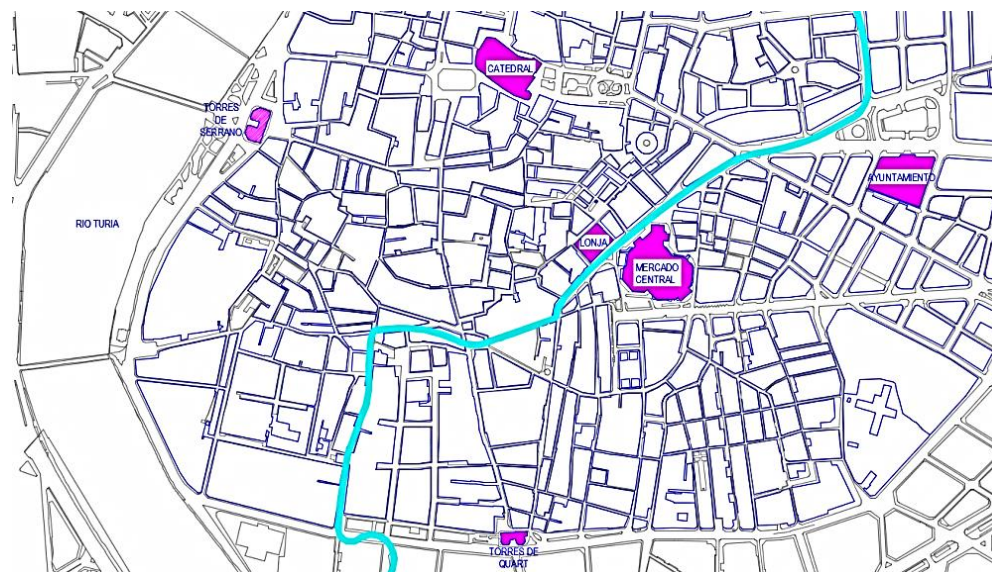 CATEDRAL
TORRES
DE
SERRANO
AYUNTAMIENTO
RIO TURIA
LONJA
MERCADO
CENTRAL
TORRES DE
QUART